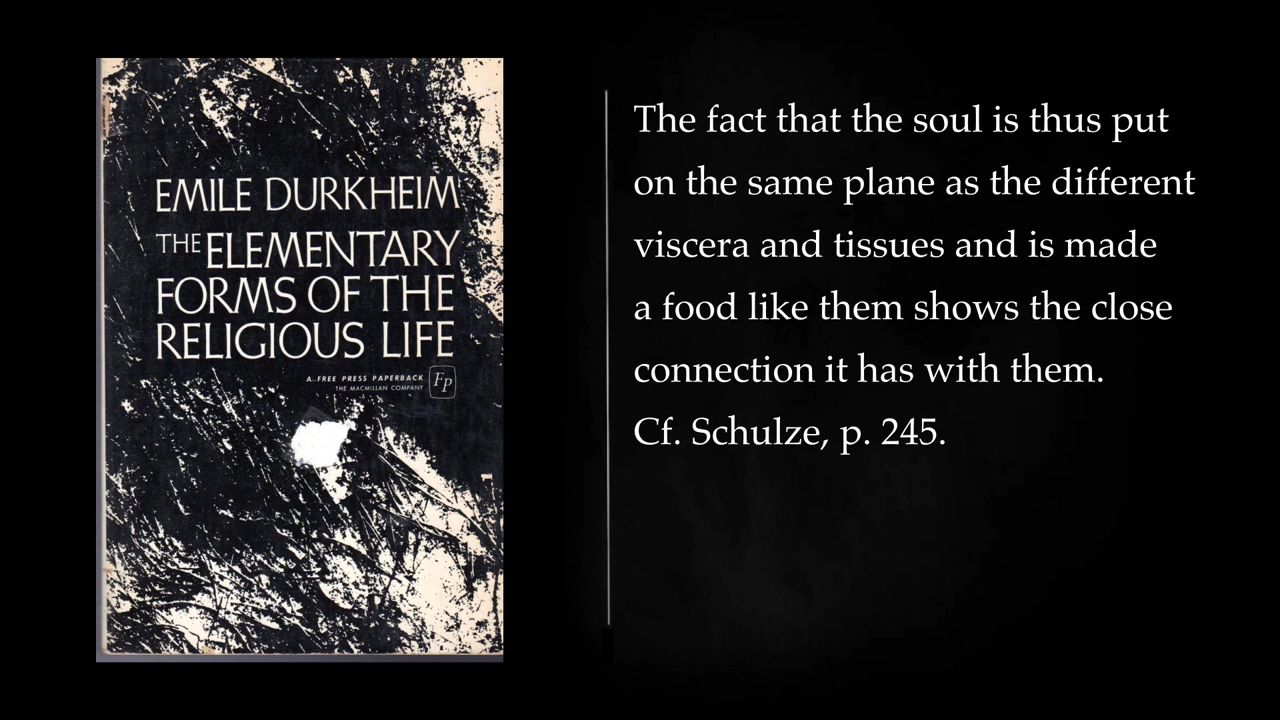 EMILE DURKHEIM
THE ELEMENTARY
FORMS OF THE
RELIGIOUS LIFE
A FREE PRESS PAPERBACK
THE MACMILLAN COMPANY
Fp
The fact that the soul is thus put
on the same plane as the different
viscera and tissues and is made
a food like them shows the close
connection it has with them.
Cf. Schulze, p. 245.